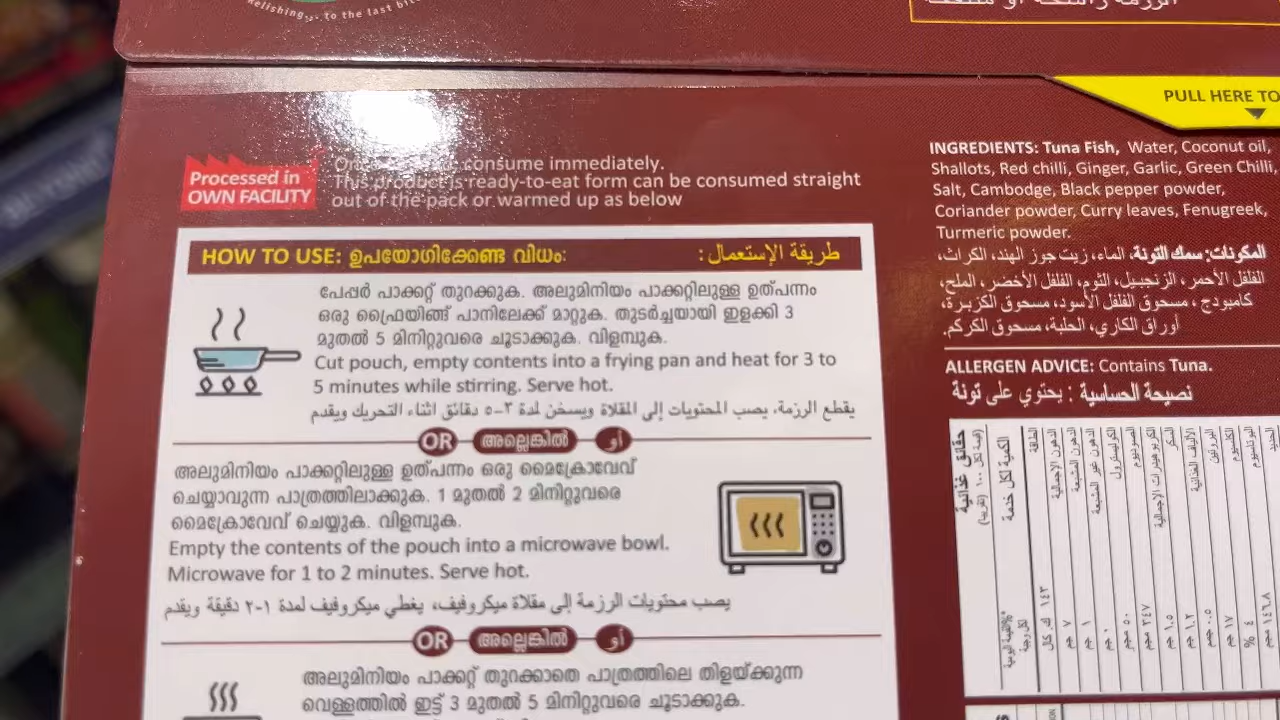 relishing... to the last bite
PULL HERE TO
Processed in
OWN FACILITY
consume immediately.
This product is ready-to-eat form can be consumed straight
out of the pack or warmed up as below
HOW TO USE: ഉപയോഗിക്കേണ്ട വിധം: طريقة الإستعمال:
പേപ്പർ പാക്കറ്റ് തുറക്കുക. അലുമിനിയം പാക്കറ്റിലുള്ള ഉത്പന്നം
ഒരു ഫ്രൈയിങ്ങ് പാനിലേക്ക് മാറ്റുക. തുടർച്ചയായി ഇളക്കി 3
മുതൽ 5 മിനിറ്റുവരെ ചൂടാക്കുക. വിളമ്പുക.
Cut pouch, empty contents into a frying pan and heat for 3 to
5 minutes while stirring. Serve hot.
يقطع الرزمة، يصب المحتويات إلى المقلاة ويسخن لمدة ٣-٥ دقائق اثناء التحريك ويقدم
OR അല്ലെങ്കിൽ أو
അലുമിനിയം പാക്കറ്റിലുള്ള ഉത്പന്നം ഒരു മൈക്രോവേവ്
ചെയ്യാവുന്ന പാത്രത്തിലാക്കുക. 1 മുതൽ 2 മിനിറ്റുവരെ
മൈക്രോവേവ് ചെയ്യുക. വിളമ്പുക.
Empty the contents of the pouch into a microwave bowl.
Microwave for 1 to 2 minutes. Serve hot.
يصب محتويات الرزمة إلى مقلاة ميكروفيف، يغطي ميكروفيف لمدة ١-٢ دقيقة ويقدم
OR അല്ലെങ്കിൽ أو
അലുമിനിയം പാക്കറ്റ് തുറക്കാതെ പാത്രത്തിലെ തിളയ്ക്കുന്ന
വെള്ളത്തിൽ ഇട്ട് 3 മുതൽ 5 മിനിറ്റുവരെ ചൂടാക്കുക.
INGREDIENTS: Tuna Fish, Water, Coconut oil,
Shallots, Red chilli, Ginger, Garlic, Green Chilli,
Salt, Cambodge, Black pepper powder,
Coriander powder, Curry leaves, Fenugreek,
Turmeric powder.
المكونات: سمك التونة، الماء، زيت جوز الهند، الكراث،
الفلفل الأحمر، الزنجبيل، الثوم، الفلفل الأخضر، الملح،
كامبودج، مسحوق الفلفل الأسود، مسحوق الكزبرة،
أوراق الكاري، الحلبة، مسحوق الكركم.
ALLERGEN ADVICE: Contains Tuna.
نصيحة الحساسية : يحتوي على تونة
حقائق غذائية
الكمية لكل خدمة